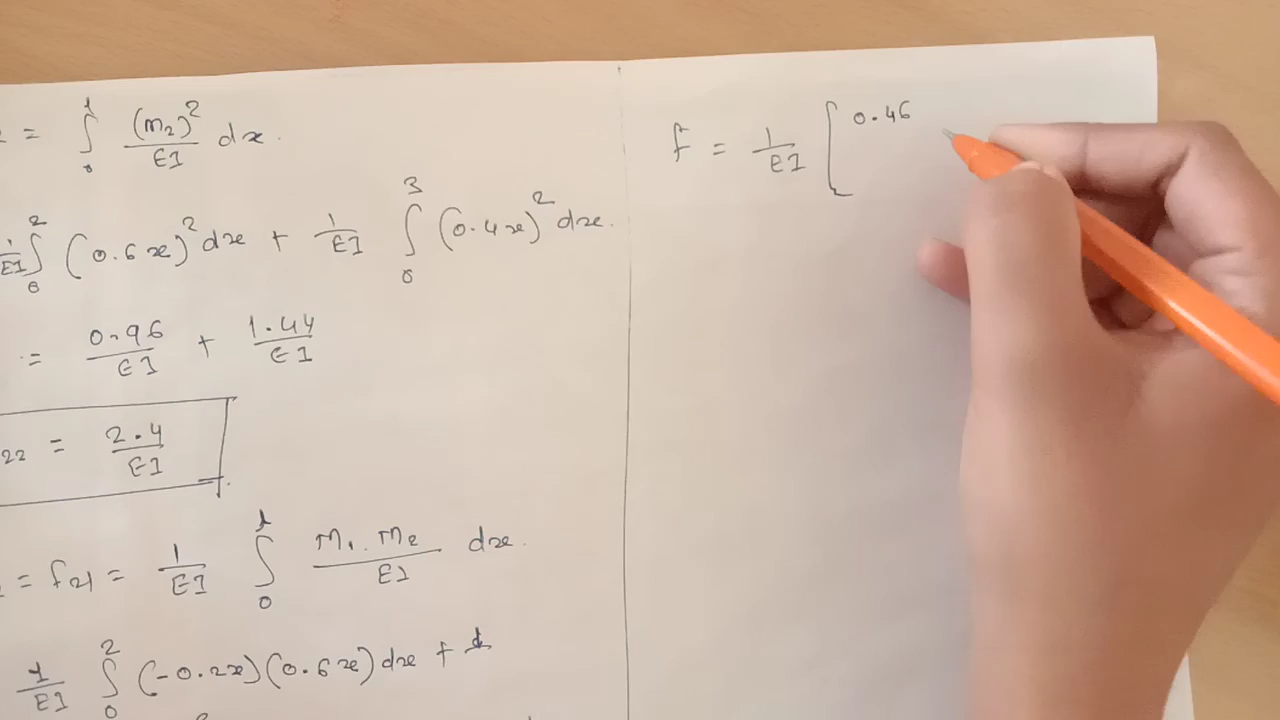 = ∫₀ˡ (m₂)²/EI dx.
1/EI ∫₀² (0.6x)² dx + 1/EI ∫₀³ (0.4x)² dx.
= 0.96/EI + 1.44/EI
22 = 2.4/EI
= f21 = 1/EI ∫₀ˡ m₁.m₂/EI dx.
1/EI ∫₀² (-0.2x)(0.6x) dx +
f = 1/EI [ 0.46